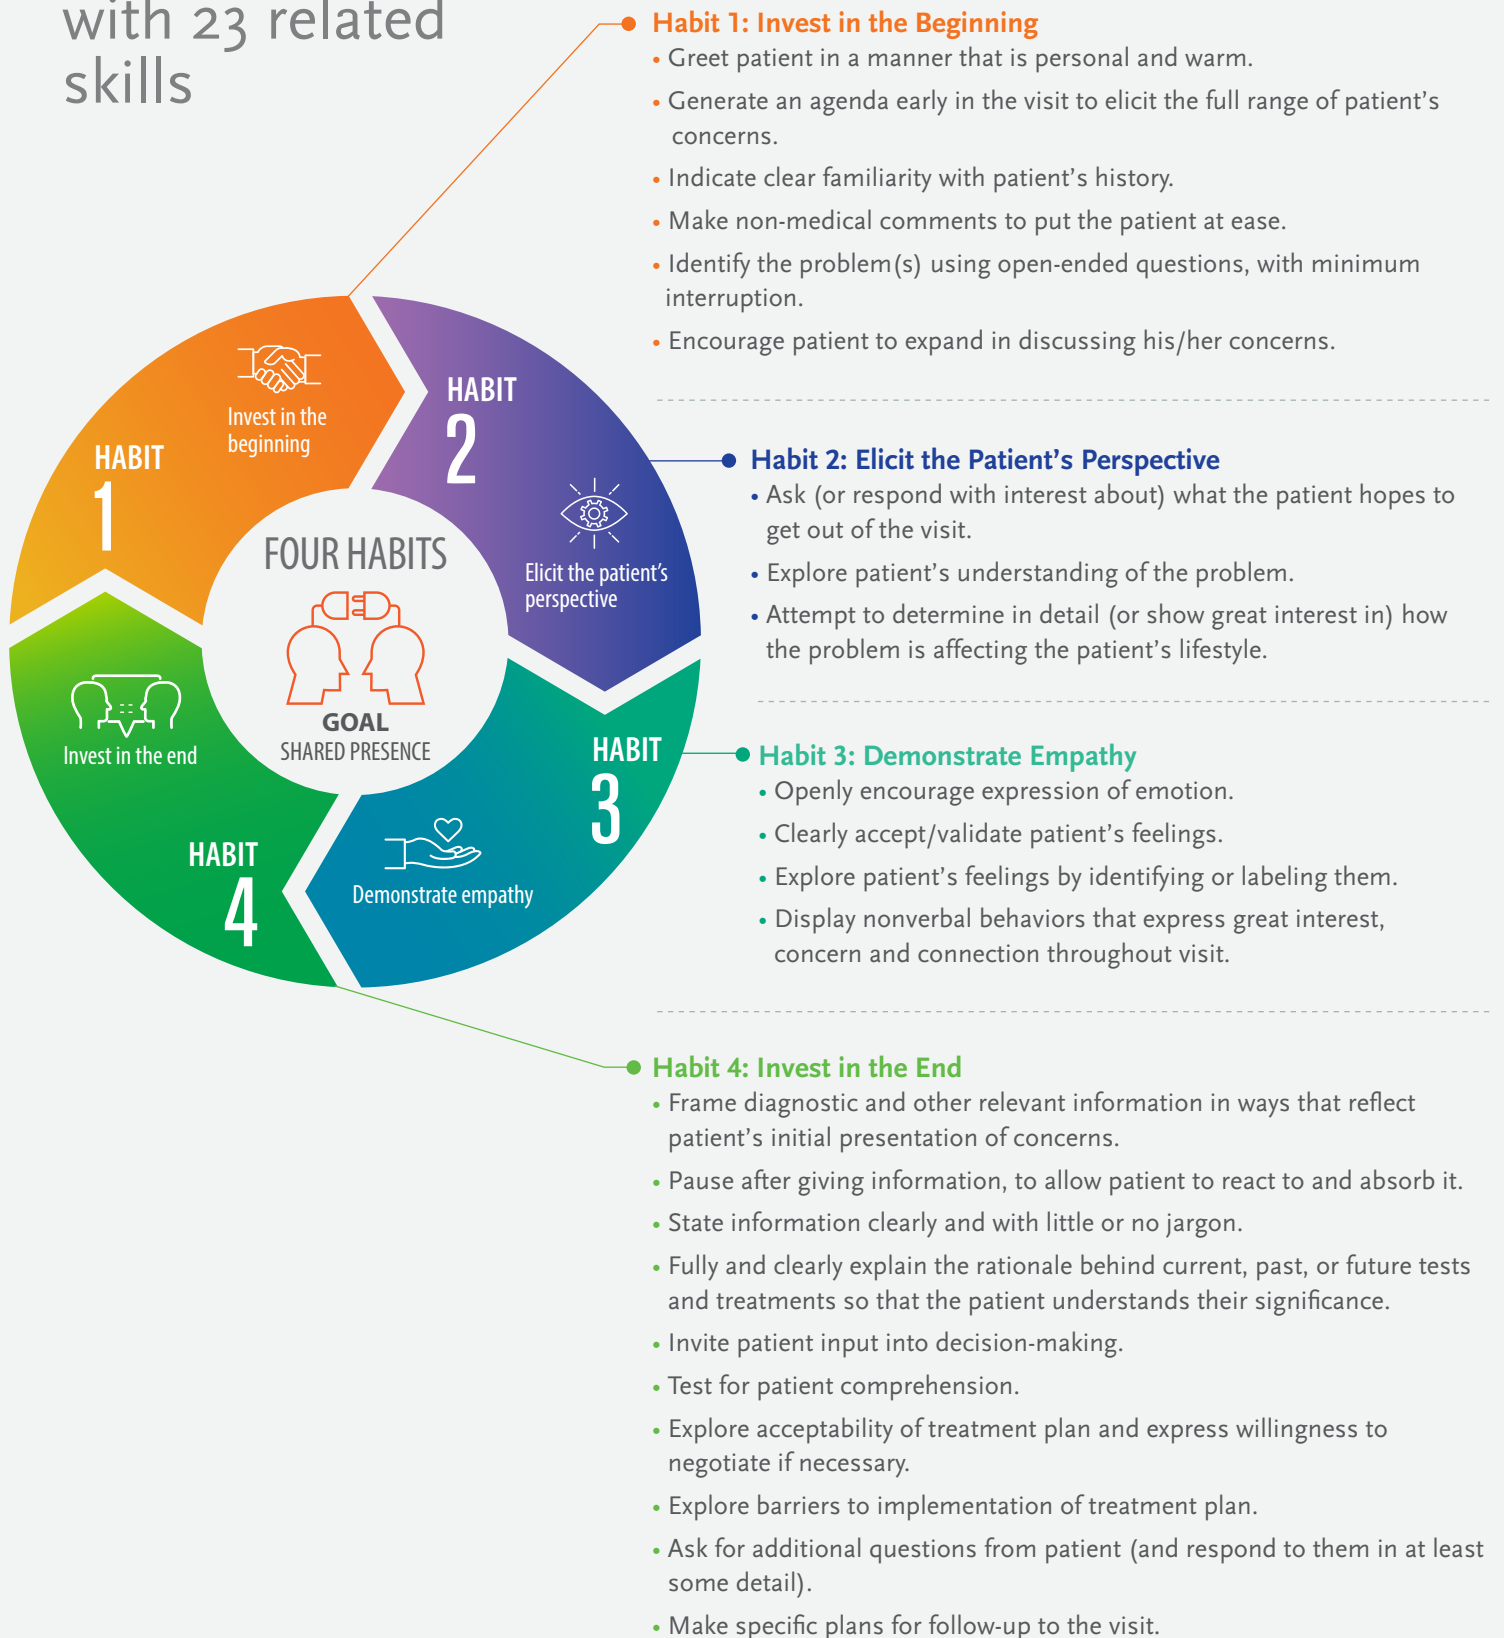 with 23 related
skills
Habit 1: Invest in the Beginning
• Greet patient in a manner that is personal and warm.
• Generate an agenda early in the visit to elicit the full range of patient's
concerns.
• Indicate clear familiarity with patient's history.
• Make non-medical comments to put the patient at ease.
• Identify the problem(s) using open-ended questions, with minimum
interruption.
• Encourage patient to expand in discussing his/her concerns.
HABIT
1
Invest in the
beginning
HABIT
2
Elicit the patient's
perspective
FOUR HABITS
GOAL
SHARED PRESENCE
HABIT
3
Demonstrate empathy
HABIT
4
Invest in the end
Habit 2: Elicit the Patient's Perspective
• Ask (or respond with interest about) what the patient hopes to
get out of the visit.
• Explore patient's understanding of the problem.
• Attempt to determine in detail (or show great interest in) how
the problem is affecting the patient's lifestyle.
Habit 3: Demonstrate Empathy
• Openly encourage expression of emotion.
• Clearly accept/validate patient's feelings.
• Explore patient's feelings by identifying or labeling them.
• Display nonverbal behaviors that express great interest,
concern and connection throughout visit.
Habit 4: Invest in the End
• Frame diagnostic and other relevant information in ways that reflect
patient's initial presentation of concerns.
• Pause after giving information, to allow patient to react to and absorb it.
• State information clearly and with little or no jargon.
• Fully and clearly explain the rationale behind current, past, or future tests
and treatments so that the patient understands their significance.
• Invite patient input into decision-making.
• Test for patient comprehension.
• Explore acceptability of treatment plan and express willingness to
negotiate if necessary.
• Explore barriers to implementation of treatment plan.
• Ask for additional questions from patient (and respond to them in at least
some detail).
• Make specific plans for follow-up to the visit.